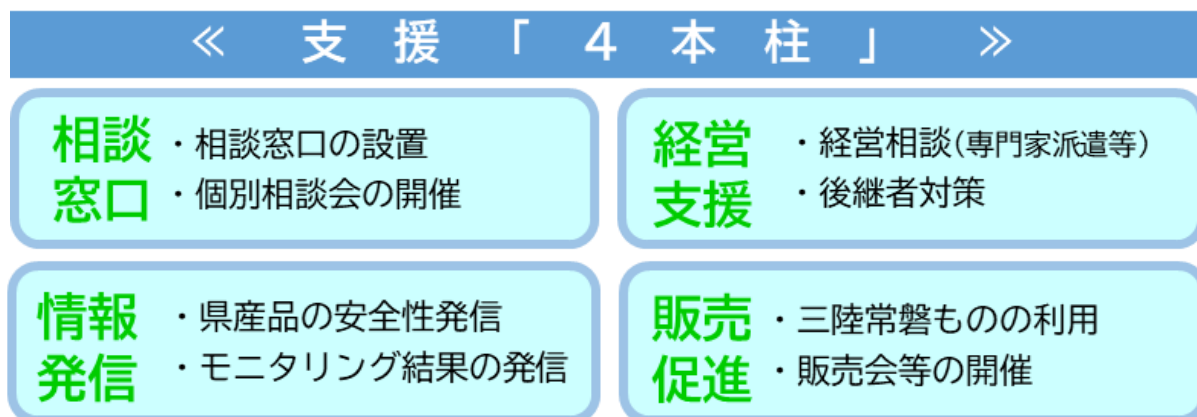 ≪ 支援「4本柱」 ≫
相談
窓口
・相談窓口の設置
・個別相談会の開催
経営
支援
・経営相談(専門家派遣等)
・後継者対策
情報
発信
・県産品の安全性発信
・モニタリング結果の発信
販売
促進
・三陸常磐ものの利用
・販売会等の開催